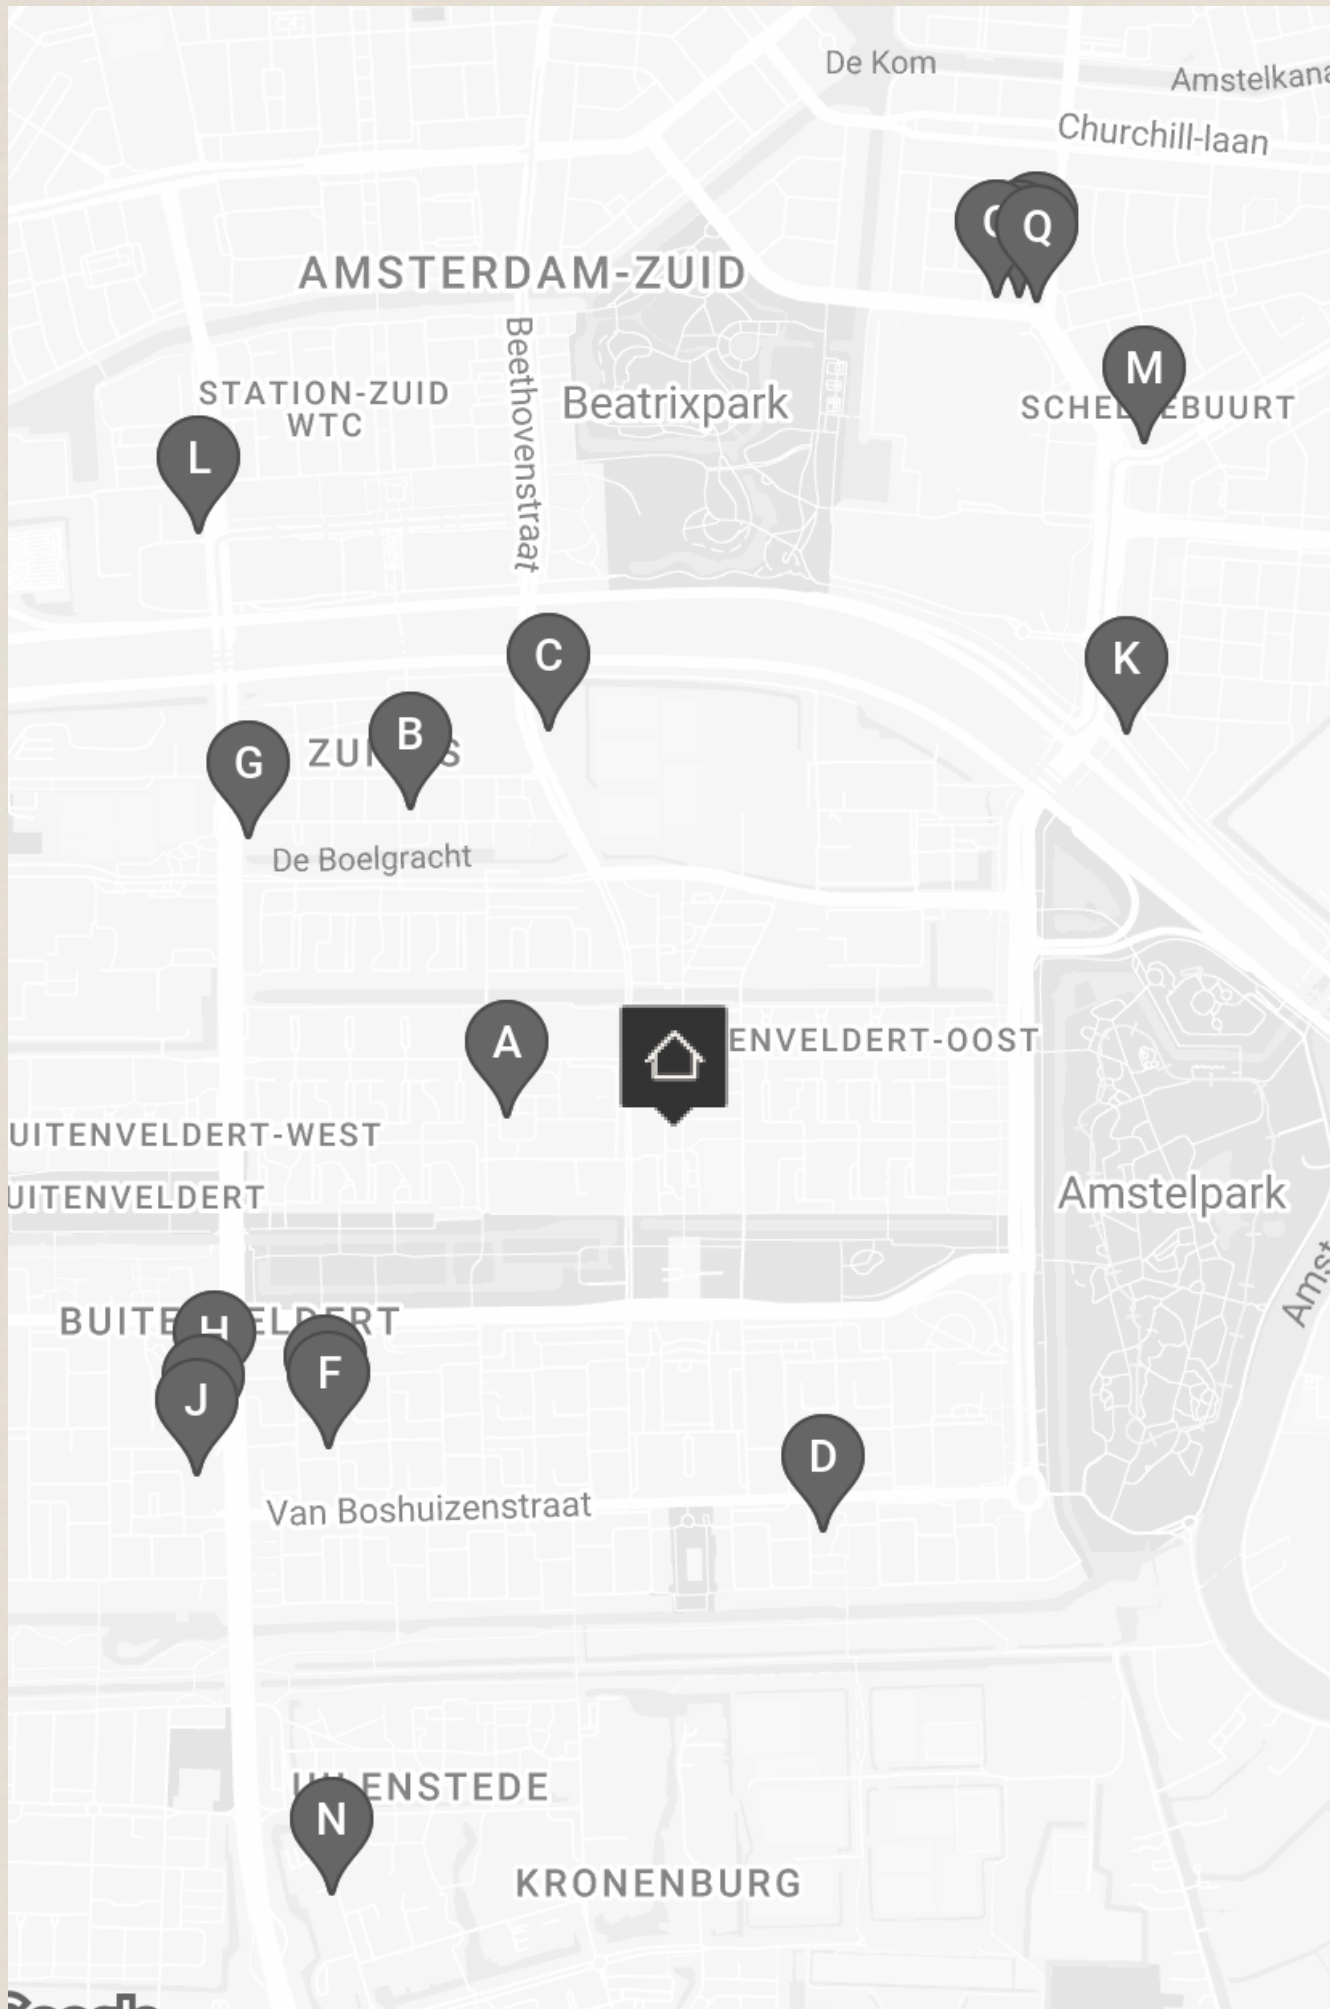 De Kom
Amstelkana
Churchill-laan
Q
AMSTERDAM-ZUID
Beethovenstraat
M
STATION-ZUID
WTC
Beatrixpark
L
C
K
B
G
De Boelgracht
A
ENVELDERT-OOST
UITENVELDERT-WEST
UITENVELDERT
Amstelpark
Amst
H
F
J
D
Van Boshuizenstraat
ENSTEDE
N
KRONENBURG